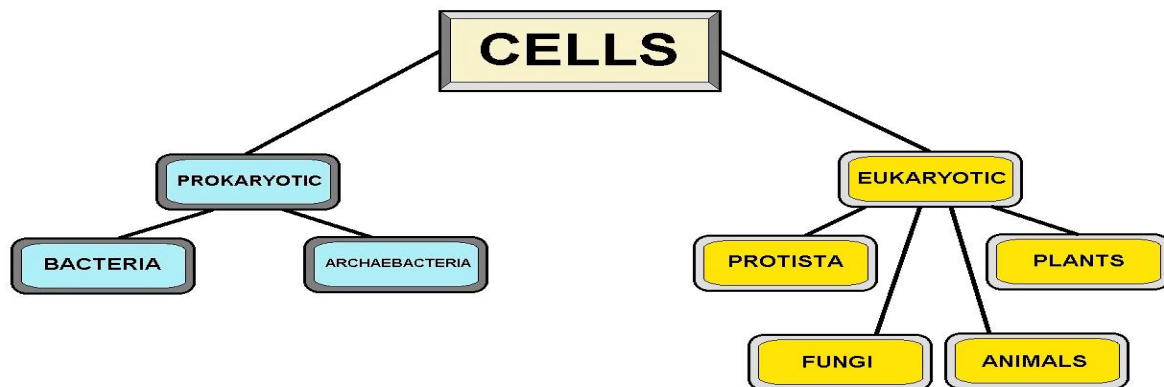 CELLS
PROKARYOTIC
EUKARYOTIC
BACTERIA
ARCHAEBACTERIA
PROTISTA
PLANTS
FUNGI
ANIMALS